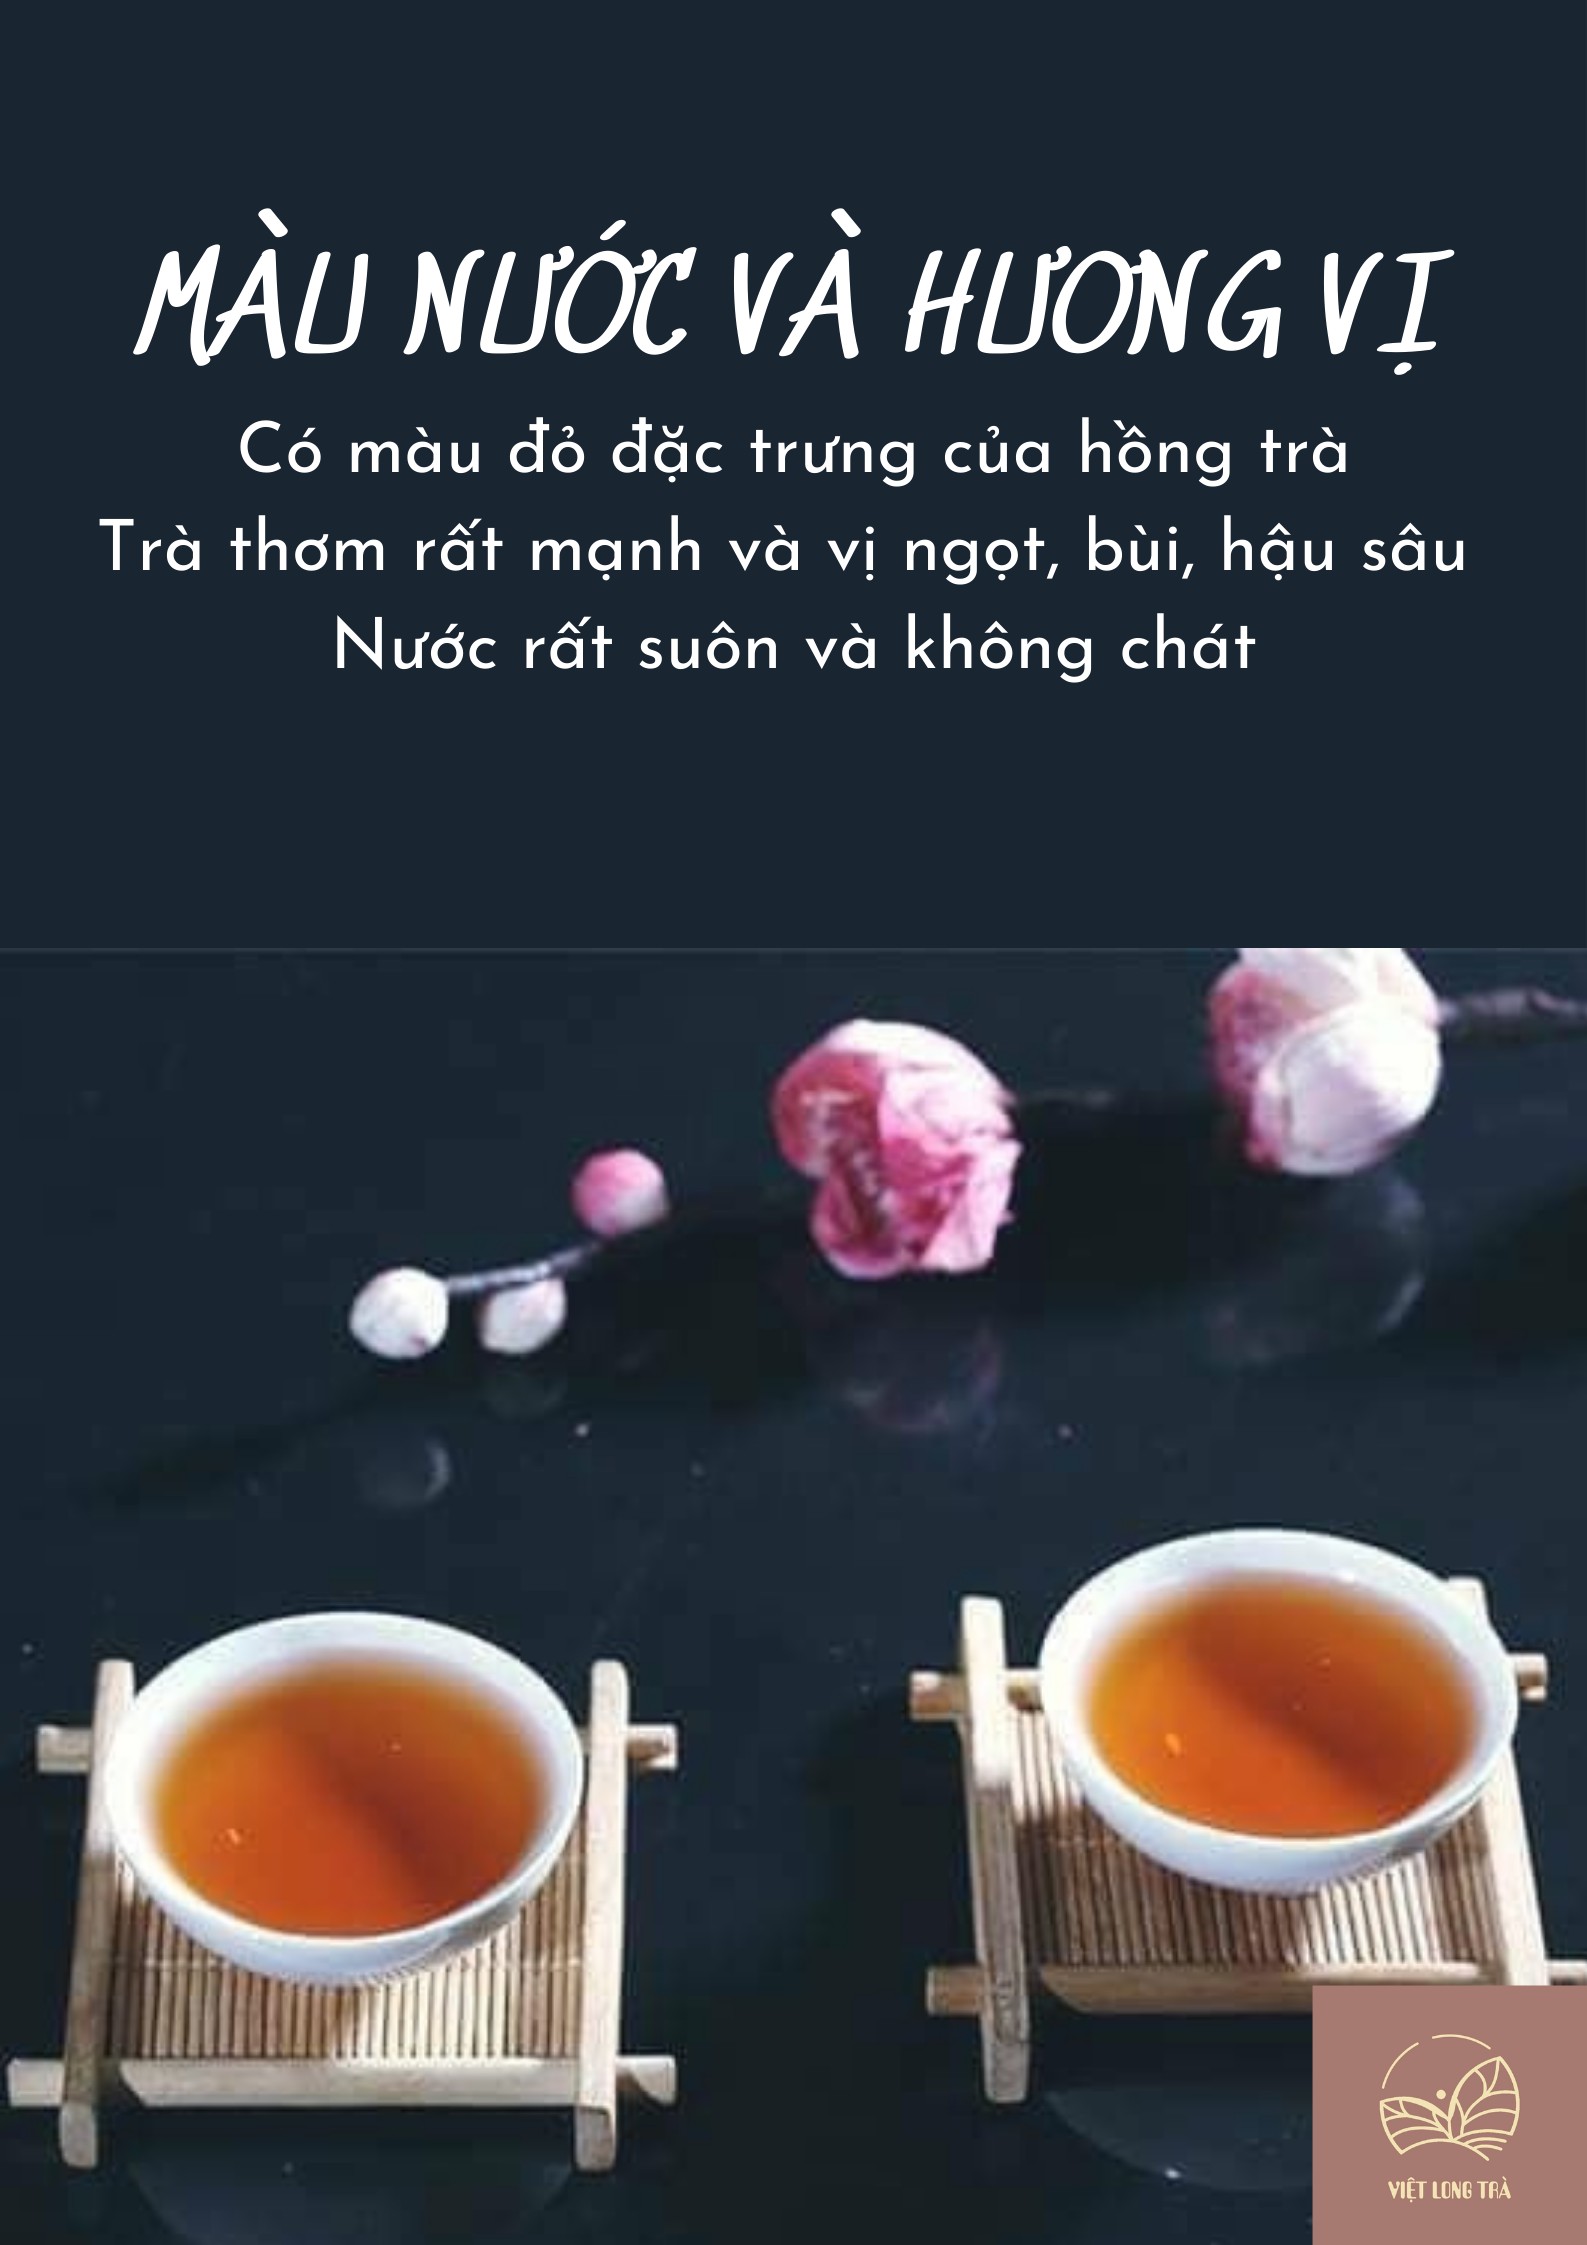 MÀU NƯỚC VÀ HƯƠNG VỊ
Có màu đỏ đặc trưng của hồng trà
Trà thơm rất mạnh và vị ngọt, bùi, hậu sâu
Nước rất suôn và không chát
VIỆT LONG TRÀ